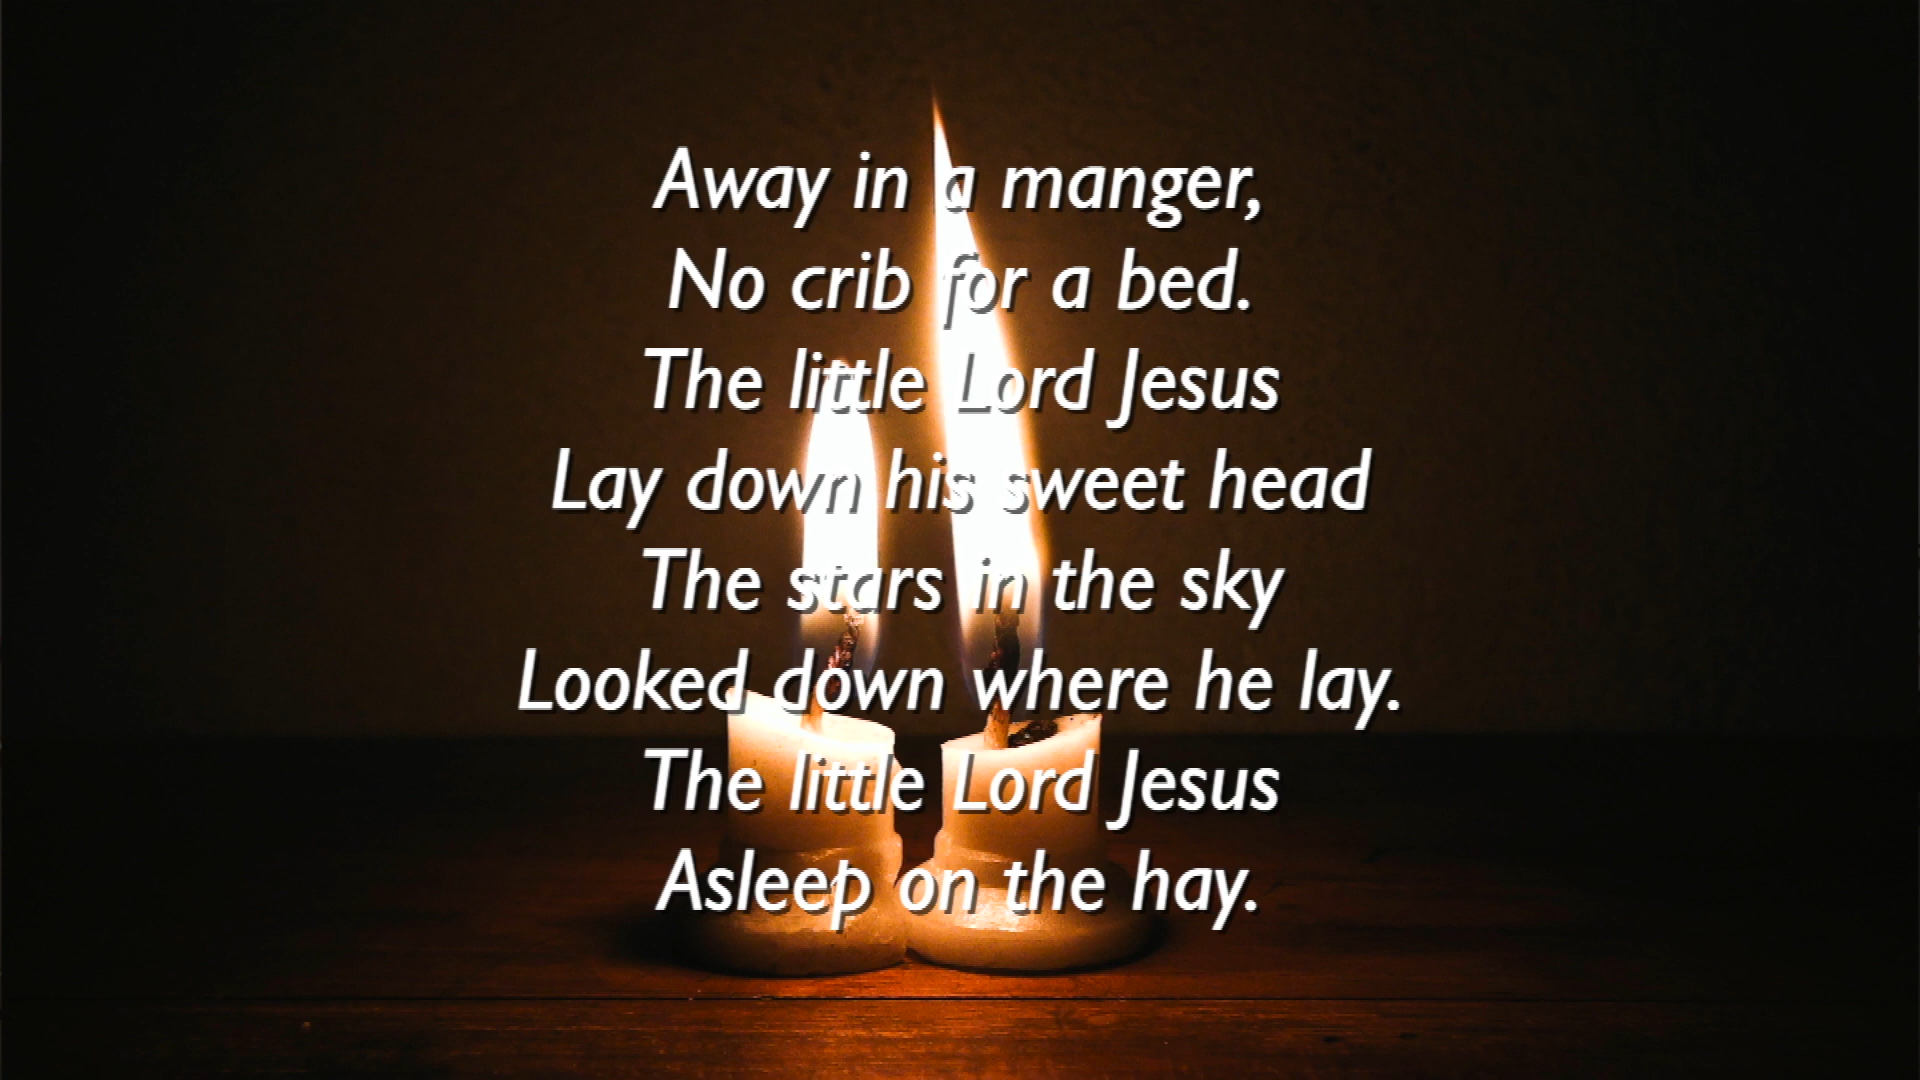 Away in a manger,
No crib for a bed.
The little Lord Jesus
Lay down his sweet head
The stars in the sky
Looked down where he lay.
The little Lord Jesus
Asleep on the hay.